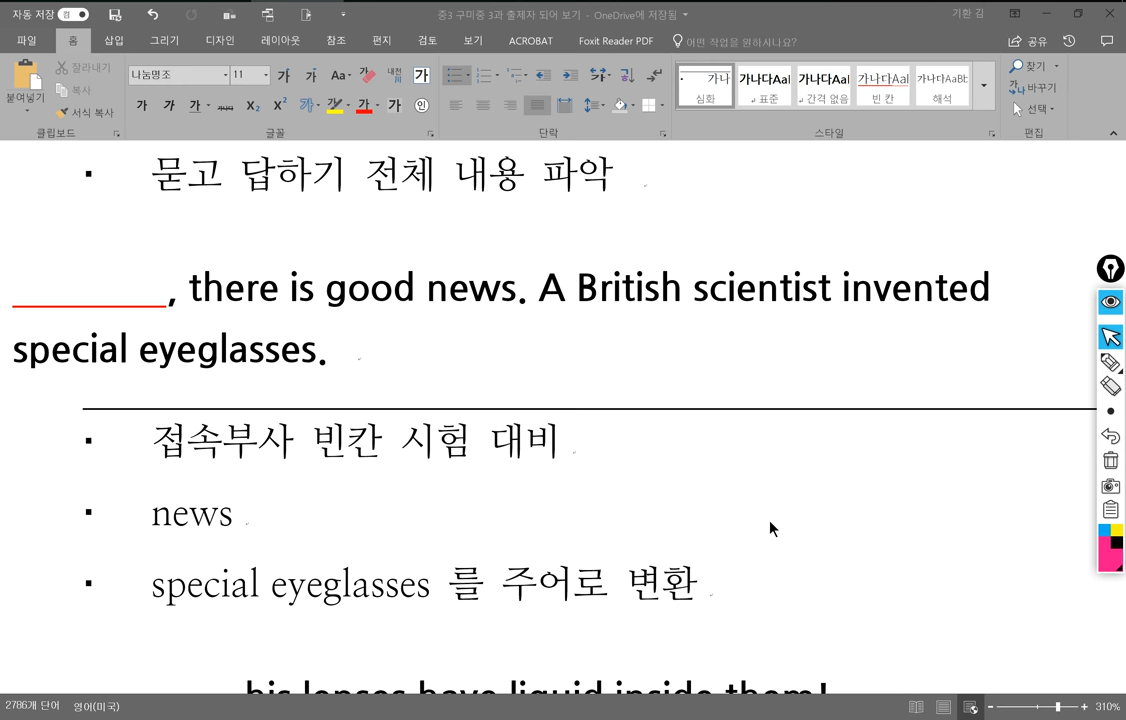 자동 저장 켬 중3 구미중 3과 출제자 되어 보기 - OneDrive에 저장됨 기환 김
파일 홈 삽입 그리기 디자인 레이아웃 참조 편지 검토 보기 ACROBAT Foxit Reader PDF 어떤 작업을 원하시나요? 공유
붙여넣기 잘라내기 복사 서식 복사
나눔명조 11
가나 가나다AaI 가나다AaI 가나다AaI 가나다AaBb
심화 표준 간격 없음 빈 칸 해석
찾기 바꾸기 선택
클립보드 글꼴 단락 스타일 편집
▪ 묻고 답하기 전체 내용 파악
________, there is good news. A British scientist invented
special eyeglasses.
▪ 접속부사 빈칸 시험 대비
▪ news
▪ special eyeglasses 를 주어로 변환
his lenses have liquid inside them!
2786개 단어 영어(미국) 310%